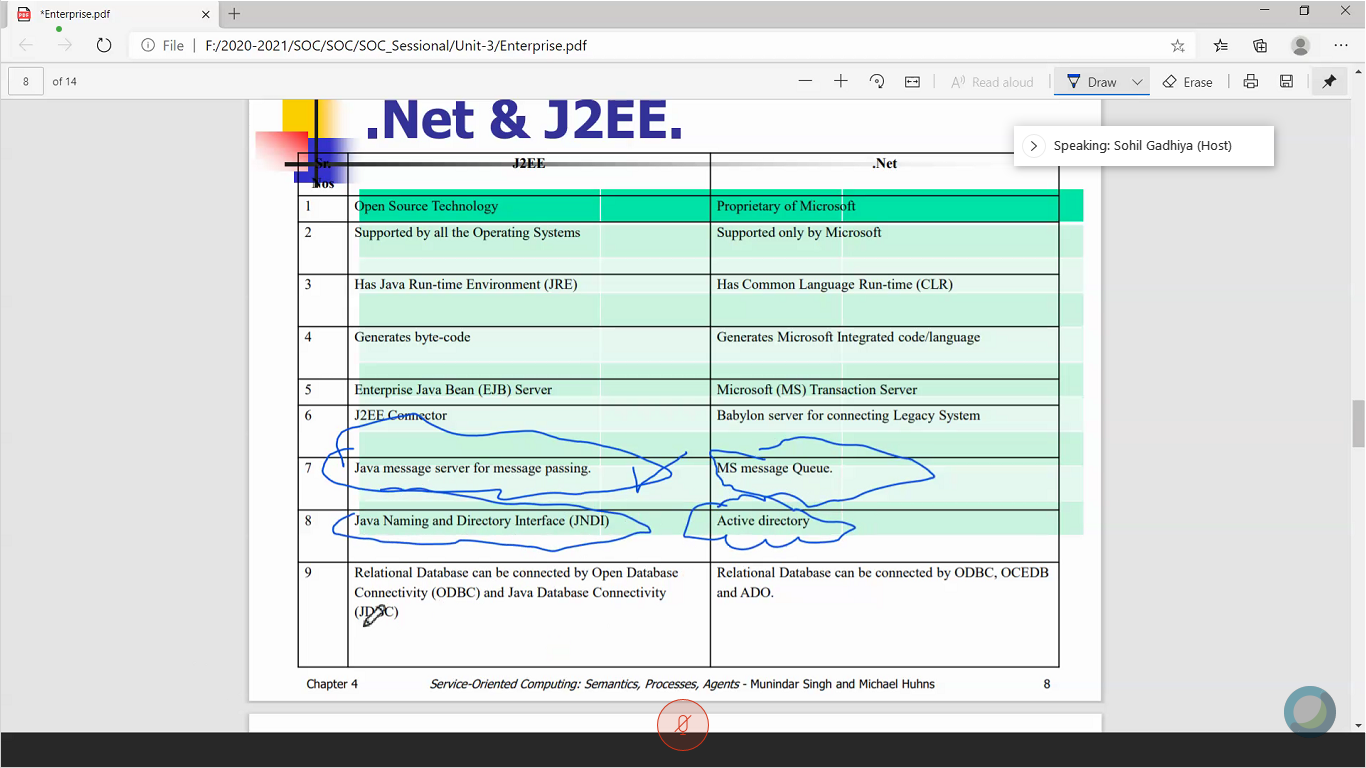 *Enterprise.pdf
File F:/2020-2021/SOC/SOC/SOC_Sessional/Unit-3/Enterprise.pdf
8 of 14
Read aloud
Draw
Erase
.Net & J2EE.
Speaking: Sohil Gadhiya (Host)
Sr. Nos J2EE .Net
1 Open Source Technology Proprietary of Microsoft
2 Supported by all the Operating Systems Supported only by Microsoft
3 Has Java Run-time Environment (JRE) Has Common Language Run-time (CLR)
4 Generates byte-code Generates Microsoft Integrated code/language
5 Enterprise Java Bean (EJB) Server Microsoft (MS) Transaction Server
6 J2EE Connector Babylon server for connecting Legacy System
7 Java message server for message passing. MS message Queue.
8 Java Naming and Directory Interface (JNDI) Active directory
9 Relational Database can be connected by Open Database Relational Database can be connected by ODBC, OCEDB
Connectivity (ODBC) and Java Database Connectivity and ADO.
(JDBC)
Chapter 4 Service-Oriented Computing: Semantics, Processes, Agents - Munindar Singh and Michael Huhns 8